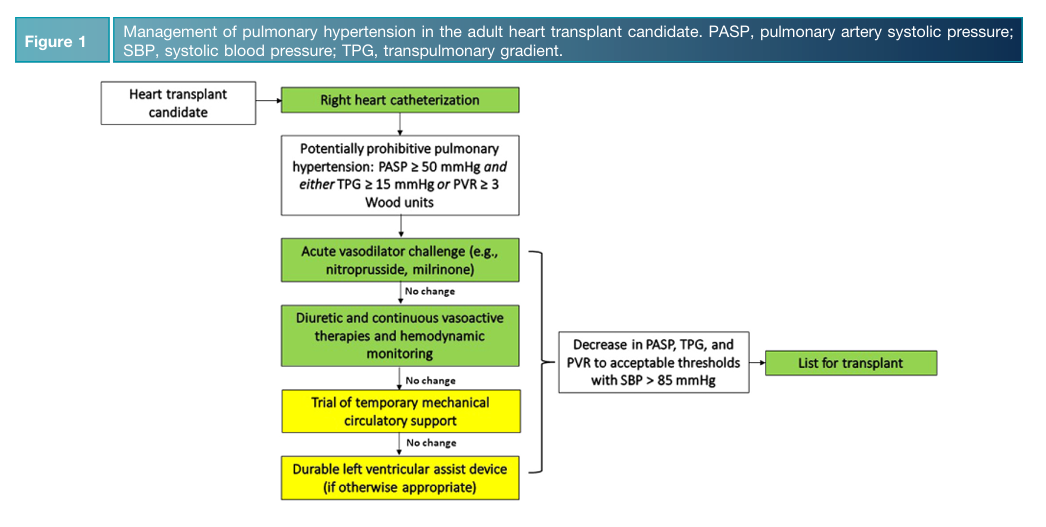 Figure 1
Management of pulmonary hypertension in the adult heart transplant candidate. PASP, pulmonary artery systolic pressure;
SBP, systolic blood pressure; TPG, transpulmonary gradient.
Heart transplant
candidate
Right heart catheterization
Potentially prohibitive pulmonary
hypertension: PASP ≥ 50 mmHg and
either TPG ≥ 15 mmHg or PVR ≥ 3
Wood units
Acute vasodilator challenge (e.g.,
nitroprusside, milrinone)
No change
Diuretic and continuous vasoactive
therapies and hemodynamic
monitoring
No change
Trial of temporary mechanical
circulatory support
No change
Durable left ventricular assist device
(if otherwise appropriate)
Decrease in PASP, TPG, and
PVR to acceptable thresholds
with SBP > 85 mmHg
List for transplant